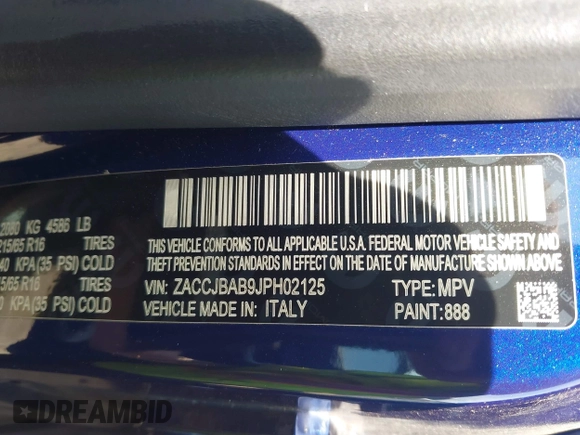 2080 KG 4586 LB
215/65 R16 TIRES
40 KPA(35 PSI) COLD
5/65 R16 TIRES
0 KPA(35 PSI) COLD
THIS VEHICLE CONFORMS TO ALL APPLICABLE U.S.A. FEDERAL MOTOR VEHICLE SAFETY AND
THEFT PREVENTION STANDARDS IN EFFECT ON THE DATE OF MANUFACTURE SHOWN ABOVE.
VIN: ZACCJBAB9JPH02125 TYPE: MPV
VEHICLE MADE IN: ITALY PAINT: 888
DREAMBID